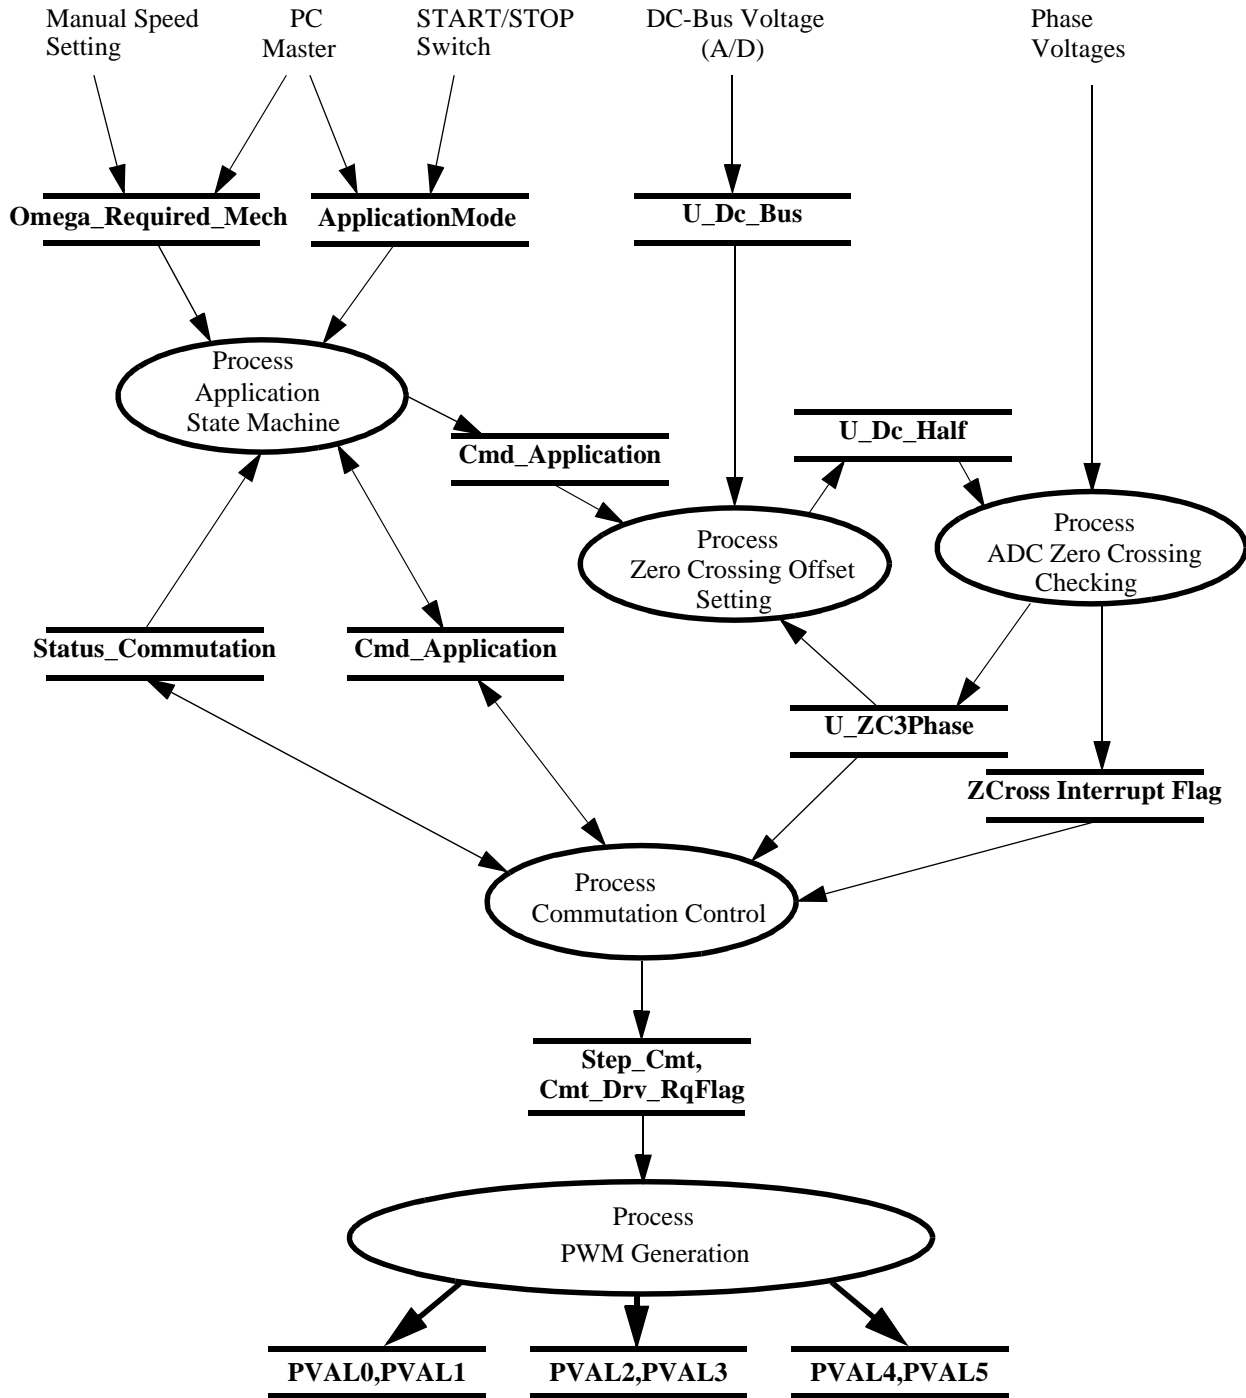 Manual Speed
Setting
PC
Master
START/STOP
Switch
DC-Bus Voltage
(A/D)
Phase
Voltages
Omega_Required_Mech
ApplicationMode
U_Dc_Bus
Process
Application
State Machine
Cmd_Application
U_Dc_Half
Process
Zero Crossing Offset
Setting
Process
ADC Zero Crossing
Checking
Status_Commutation
Cmd_Application
U_ZC3Phase
ZCross Interrupt Flag
Process
Commutation Control
Step_Cmt,
Cmt_Drv_RqFlag
Process
PWM Generation
PVAL0,PVAL1
PVAL2,PVAL3
PVAL4,PVAL5